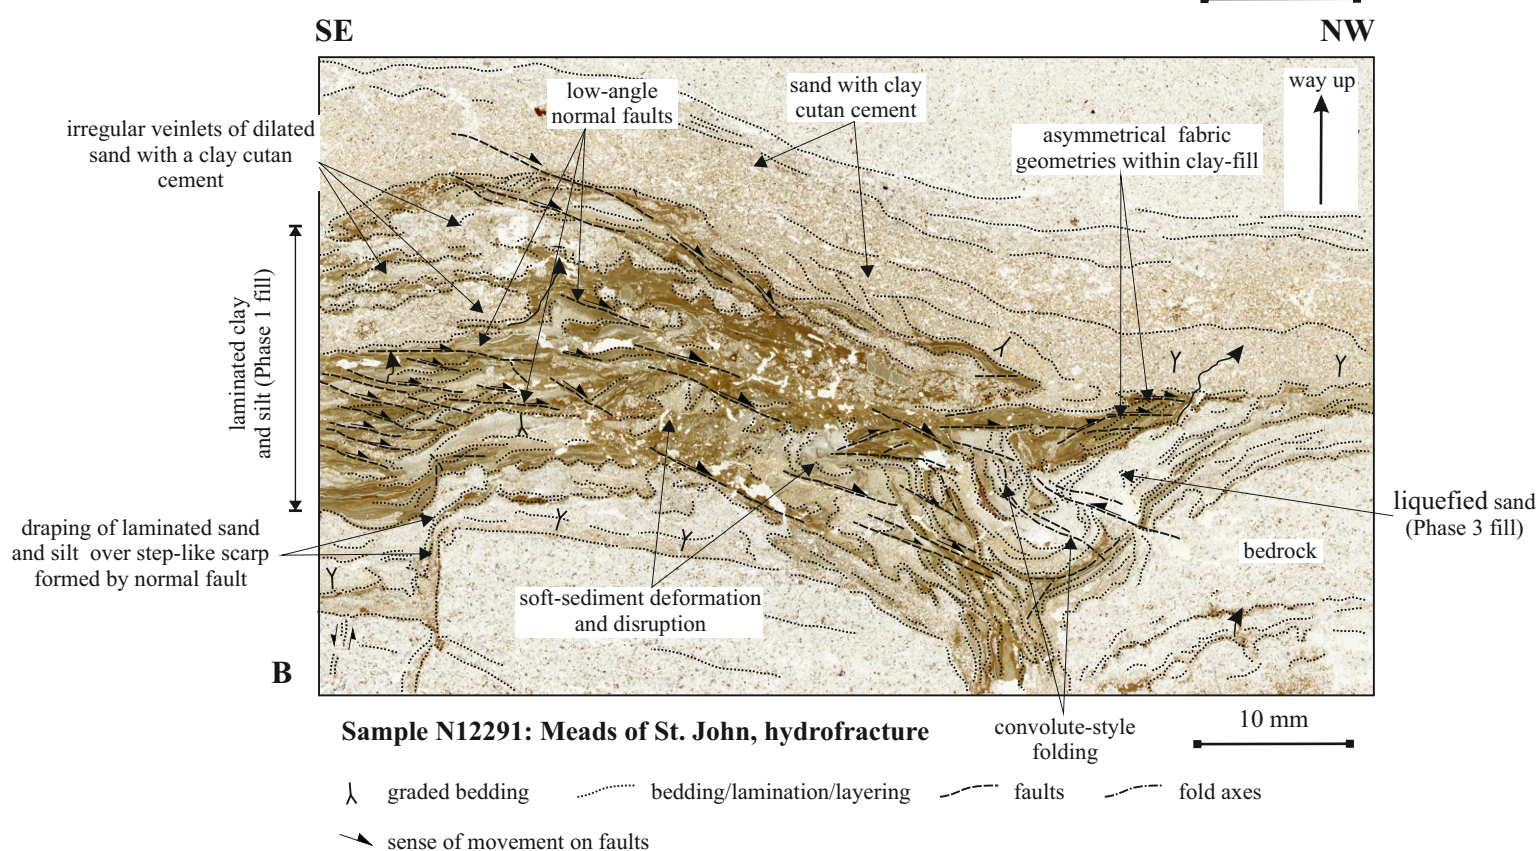 SE
NW
way up
low-angle
normal faults
sand with clay
cutan cement
asymmetrical fabric
geometries within clay-fill
irregular veinlets of dilated
sand with a clay cutan
cement
laminated clay
and silt (Phase 1 fill)
liquefied sand
(Phase 3 fill)
bedrock
draping of laminated sand
and silt over step-like scarp
formed by normal fault
soft-sediment deformation
and disruption
B
convolute-style
folding
10 mm
Sample N12291: Meads of St. John, hydrofracture
graded bedding
bedding/lamination/layering
faults
fold axes
sense of movement on faults